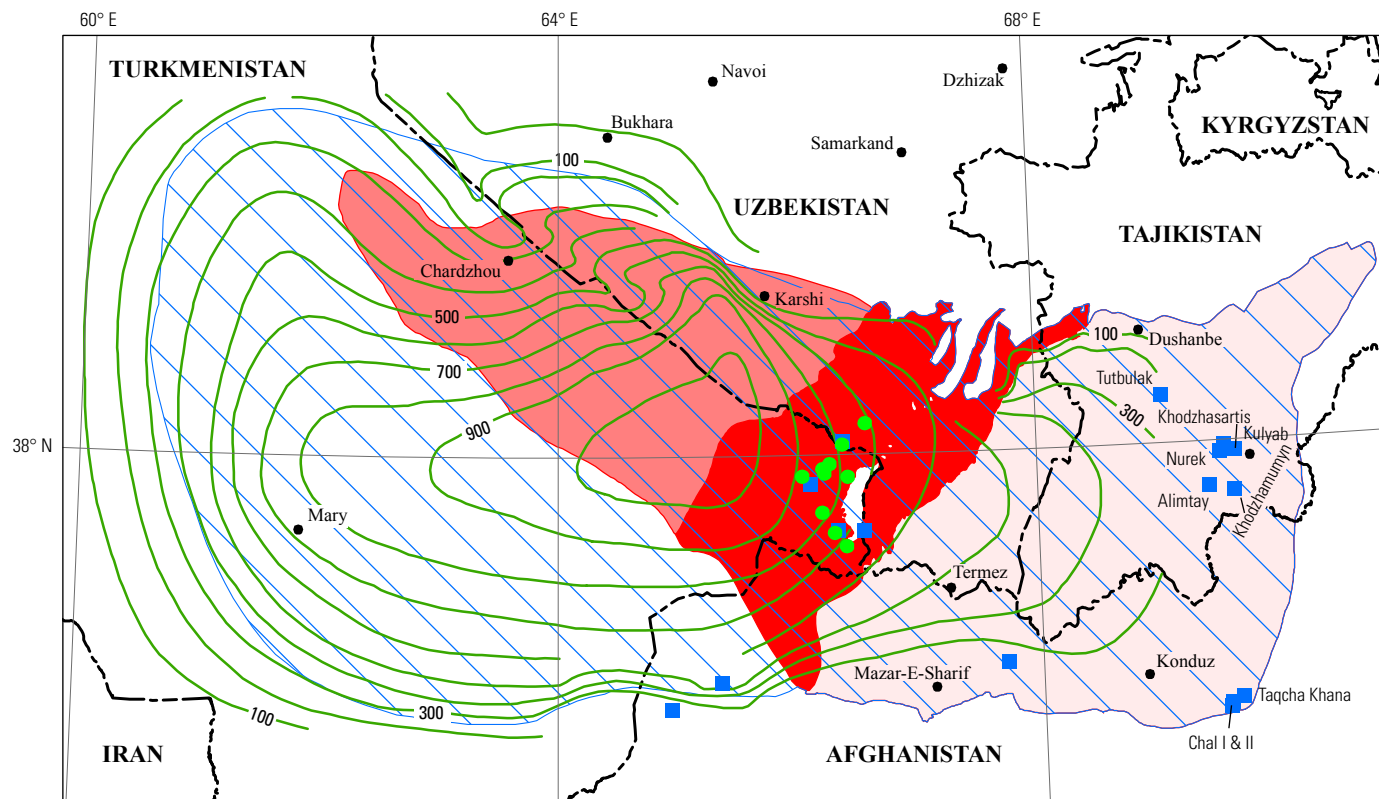 60° E
64° E
68° E
TURKMENISTAN
Navoi
Dzhizak
KYRGYZSTAN
Bukhara
Samarkand
100
UZBEKISTAN
TAJIKISTAN
Chardzhou
Karshi
500
100
Dushanbe
700
Tutbulak
300
Khodzhasartis
900
Kulyab
38° N
Nurek
Alimtay
Khodzhamumyn
Mary
Termez
Mazar-E-Sharif
Konduz
Taqcha Khana
300
100
Chal I & II
IRAN
AFGHANISTAN